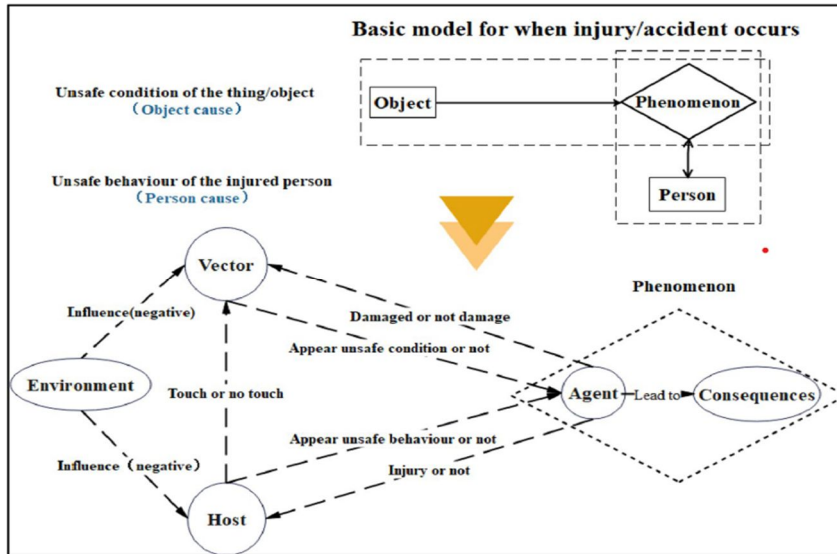 Basic model for when injury/accident occurs
Unsafe condition of the thing/object
（Object cause）
Object
Phenomenon
Unsafe behaviour of the injured person
（Person cause）
Person
Vector
Phenomenon
Influence(negative)
Damaged or not damage
Appear unsafe condition or not
Environment
Touch or no touch
Agent
Lead to
Consequences
Appear unsafe behaviour or not
Influence（negative）
Injury or not
Host